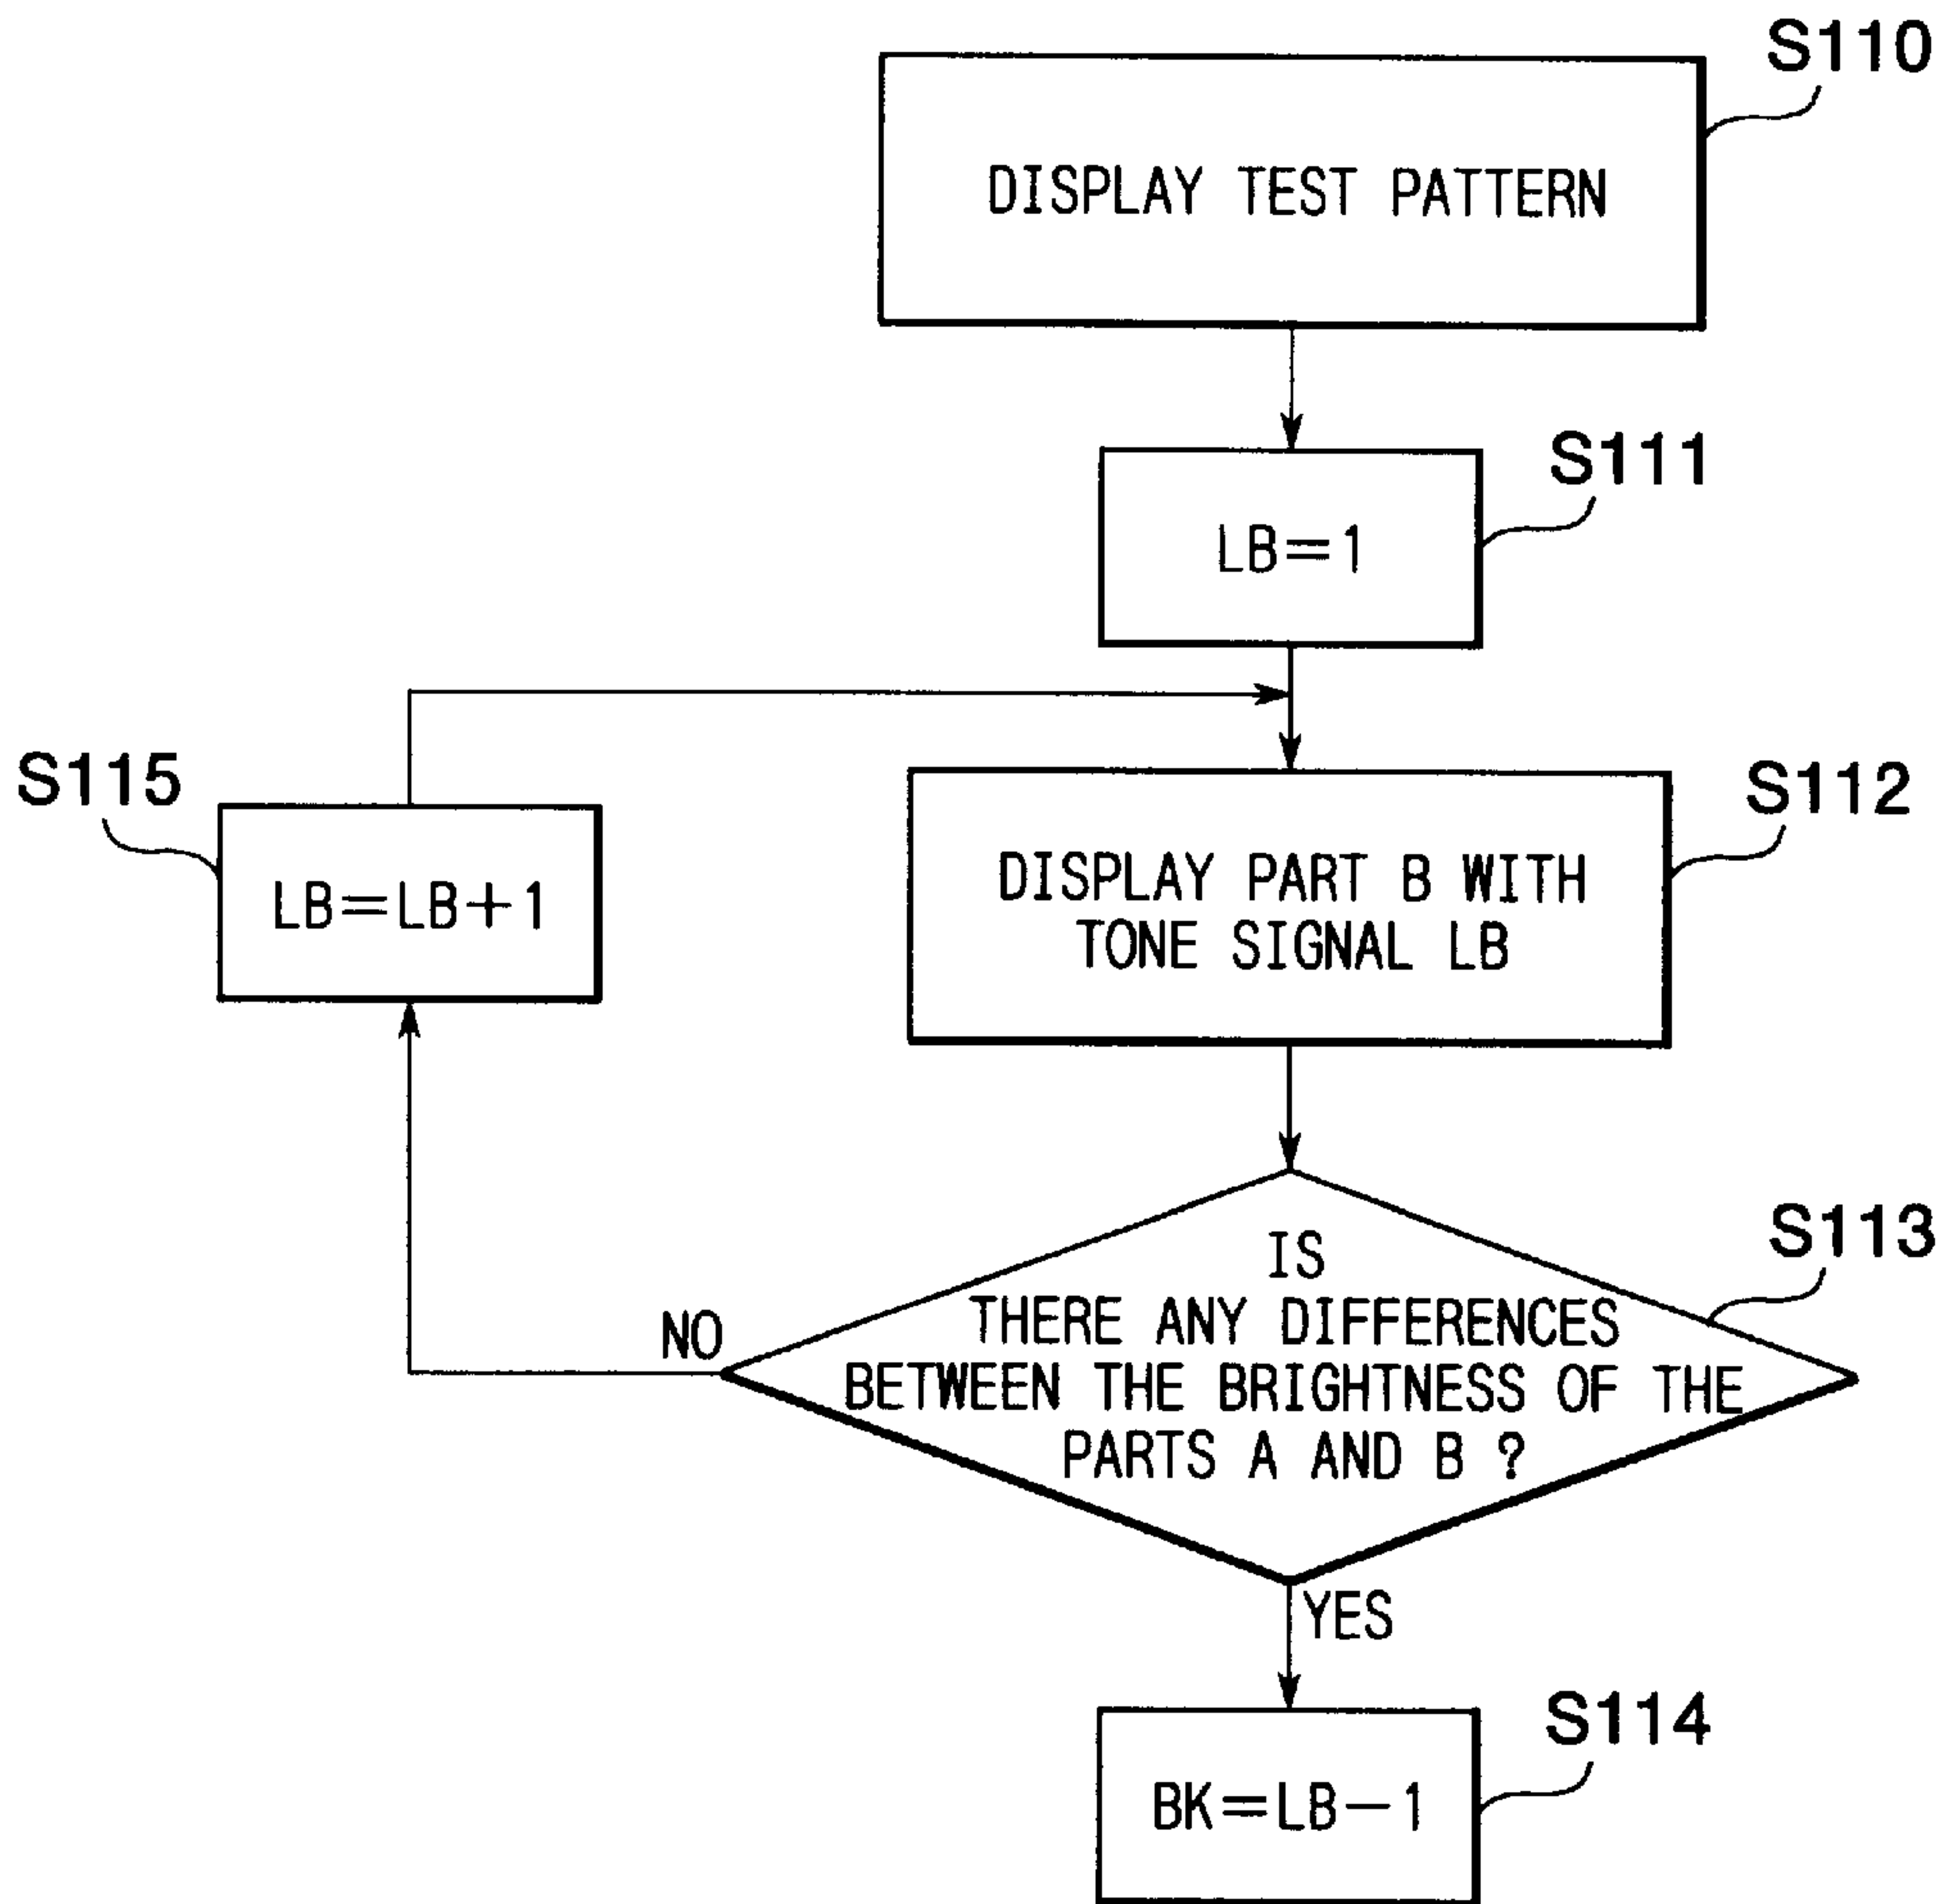 S110
DISPLAY TEST PATTERN
S111
LB=1
S115
LB=LB+1
S112
DISPLAY PART B WITH
TONE SIGNAL LB
S113
IS
THERE ANY DIFFERENCES
BETWEEN THE BRIGHTNESS OF THE
PARTS A AND B ?
NO
YES
S114
BK=LB-1